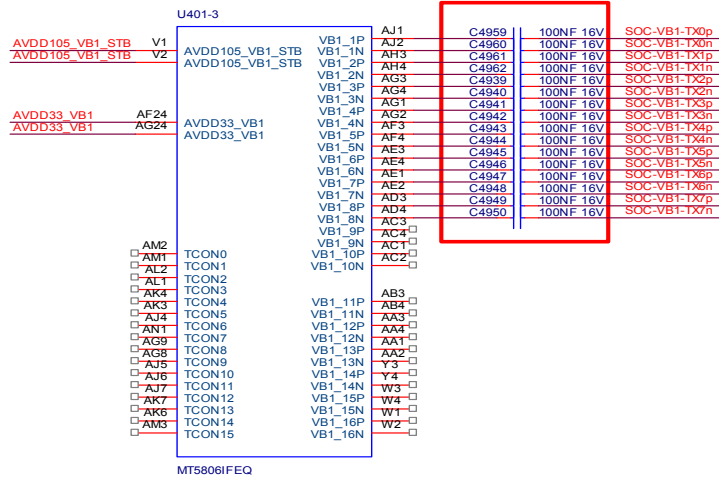 U401-3
AJ1 C4959 100NF 16V SOC-VB1-TX0p
AVDD105_VB1_STB V1 AVDD105_VB1_STB VB1_1P AJ2 C4960 100NF 16V SOC-VB1-TX0n
AVDD105_VB1_STB V2 AVDD105_VB1_STB VB1_1N AH3 C4961 100NF 16V SOC-VB1-TX1p
VB1_2P AH4 C4962 100NF 16V SOC-VB1-TX1n
VB1_2N AG3 C4939 100NF 16V SOC-VB1-TX2p
VB1_3P AG4 C4940 100NF 16V SOC-VB1-TX2n
VB1_3N AG1 C4941 100NF 16V SOC-VB1-TX3p
AVDD33_VB1 AF24 VB1_4P AG2 C4942 100NF 16V SOC-VB1-TX3n
AVDD33_VB1 AG24 AVDD33_VB1 VB1_4N AF3 C4943 100NF 16V SOC-VB1-TX4p
AVDD33_VB1 VB1_5P AF4 C4944 100NF 16V SOC-VB1-TX4n
VB1_5N AE3 C4945 100NF 16V SOC-VB1-TX5p
VB1_6P AE4 C4946 100NF 16V SOC-VB1-TX5n
VB1_6N AE1 C4947 100NF 16V SOC-VB1-TX6p
VB1_7P AE2 C4948 100NF 16V SOC-VB1-TX6n
VB1_7N AD3 C4949 100NF 16V SOC-VB1-TX7p
VB1_8P AD4 C4950 100NF 16V SOC-VB1-TX7n
VB1_8N AC3
VB1_9P AC4
AM2 VB1_9N AC1
AM1 TCON0 VB1_10P AC2
AL2 TCON1 VB1_10N
AL1 TCON2
AK4 TCON3 AB3
AK3 TCON4 VB1_11P AB4
AJ4 TCON5 VB1_11N AA3
AN1 TCON6 VB1_12P AA4
AG9 TCON7 VB1_12N AA1
AG8 TCON8 VB1_13P AA2
AJ5 TCON9 VB1_13N Y3
AJ6 TCON10 VB1_14P Y4
AJ7 TCON11 VB1_14N W3
AK7 TCON12 VB1_15P W4
AK6 TCON13 VB1_15N W1
AM3 TCON14 VB1_16P W2
TCON15 VB1_16N
MT5806IFEQ